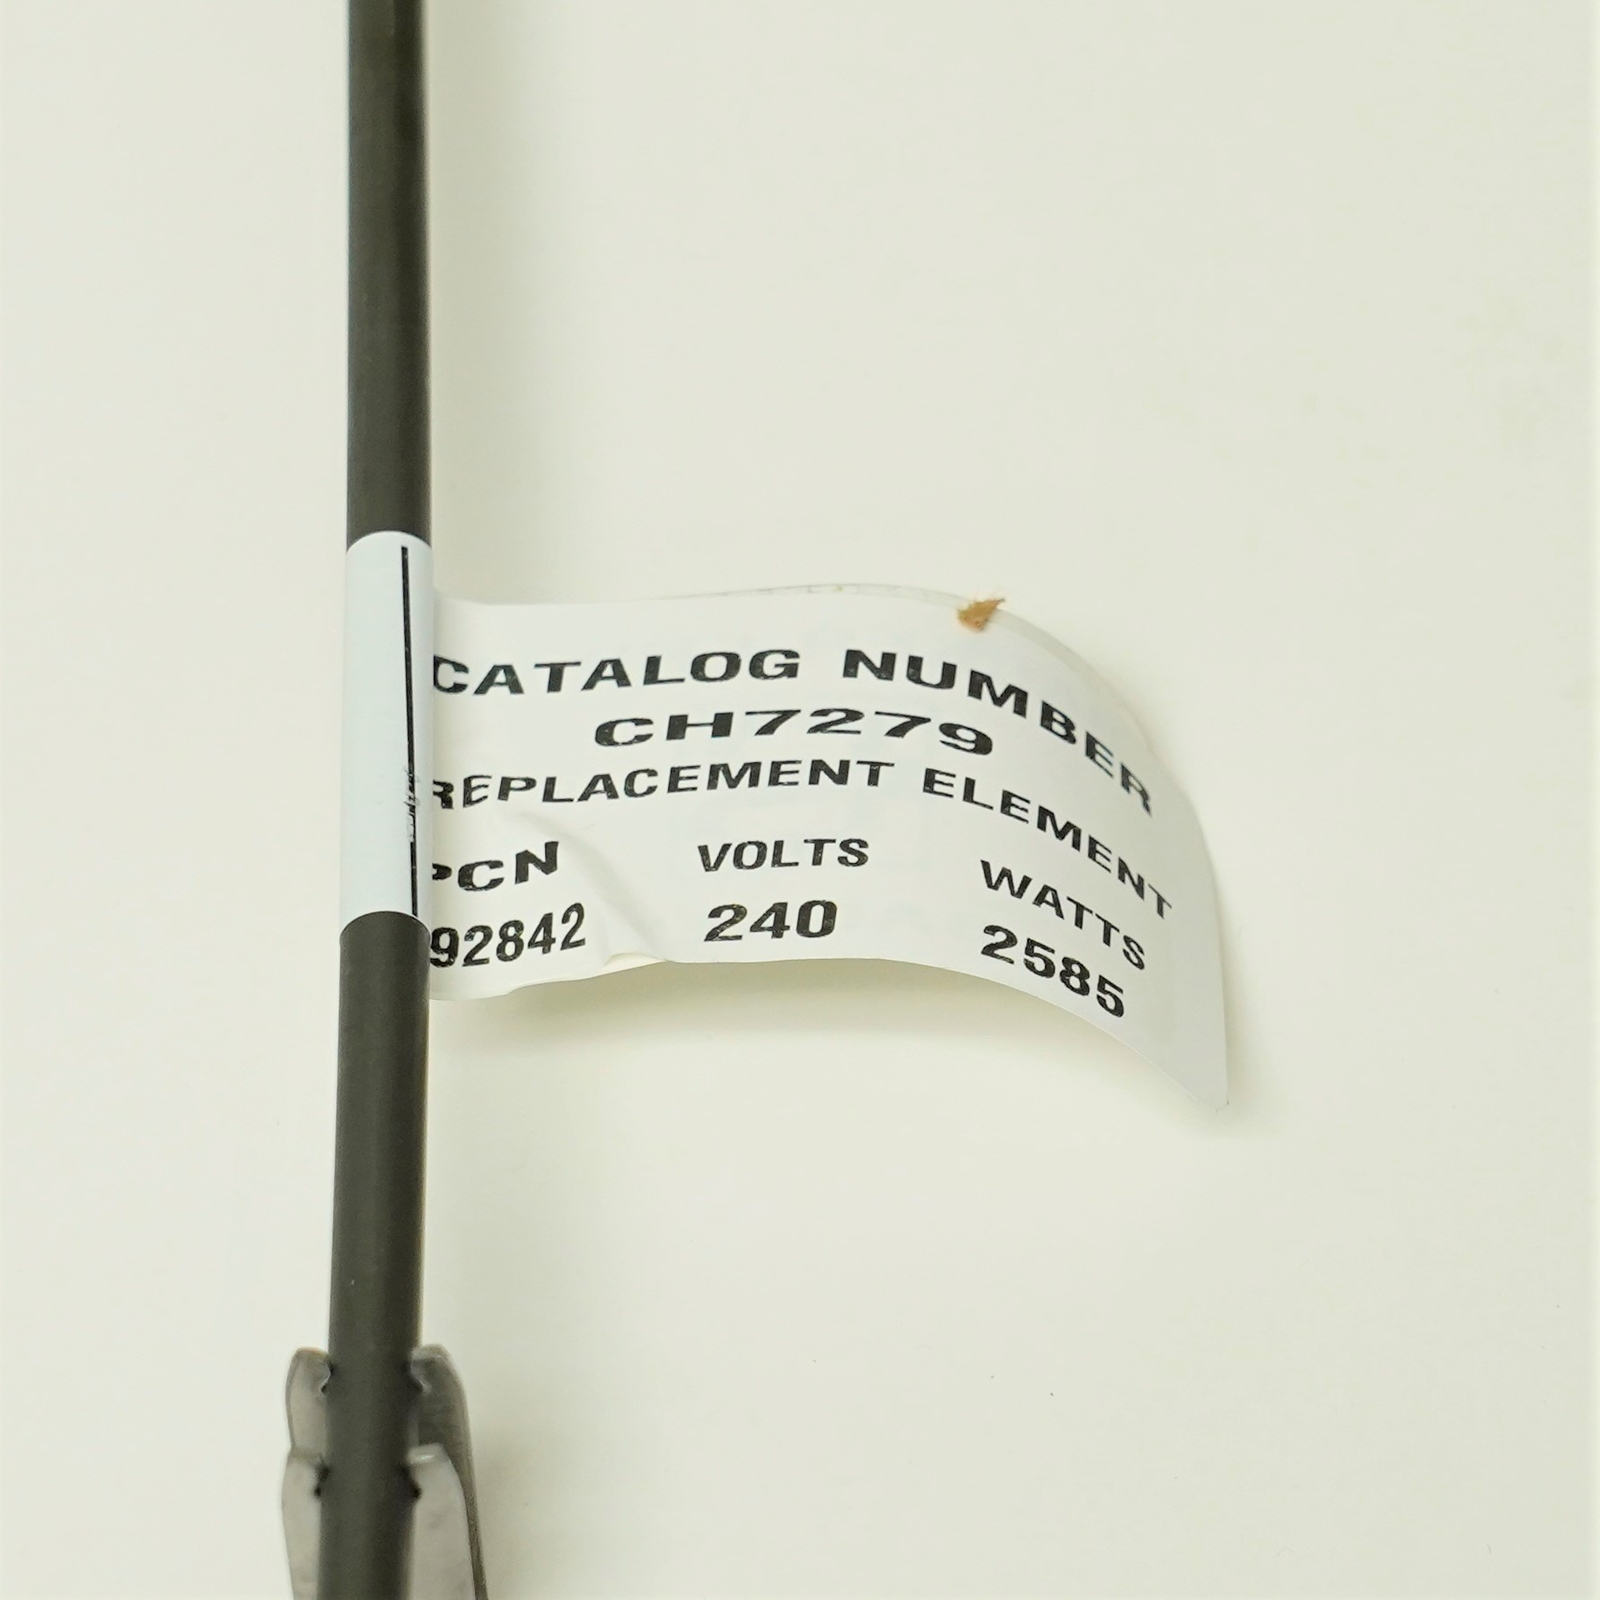 CATALOG NUMBER
CH7279
REPLACEMENT ELEMENT
PCN VOLTS WATTS
92842 240 2585